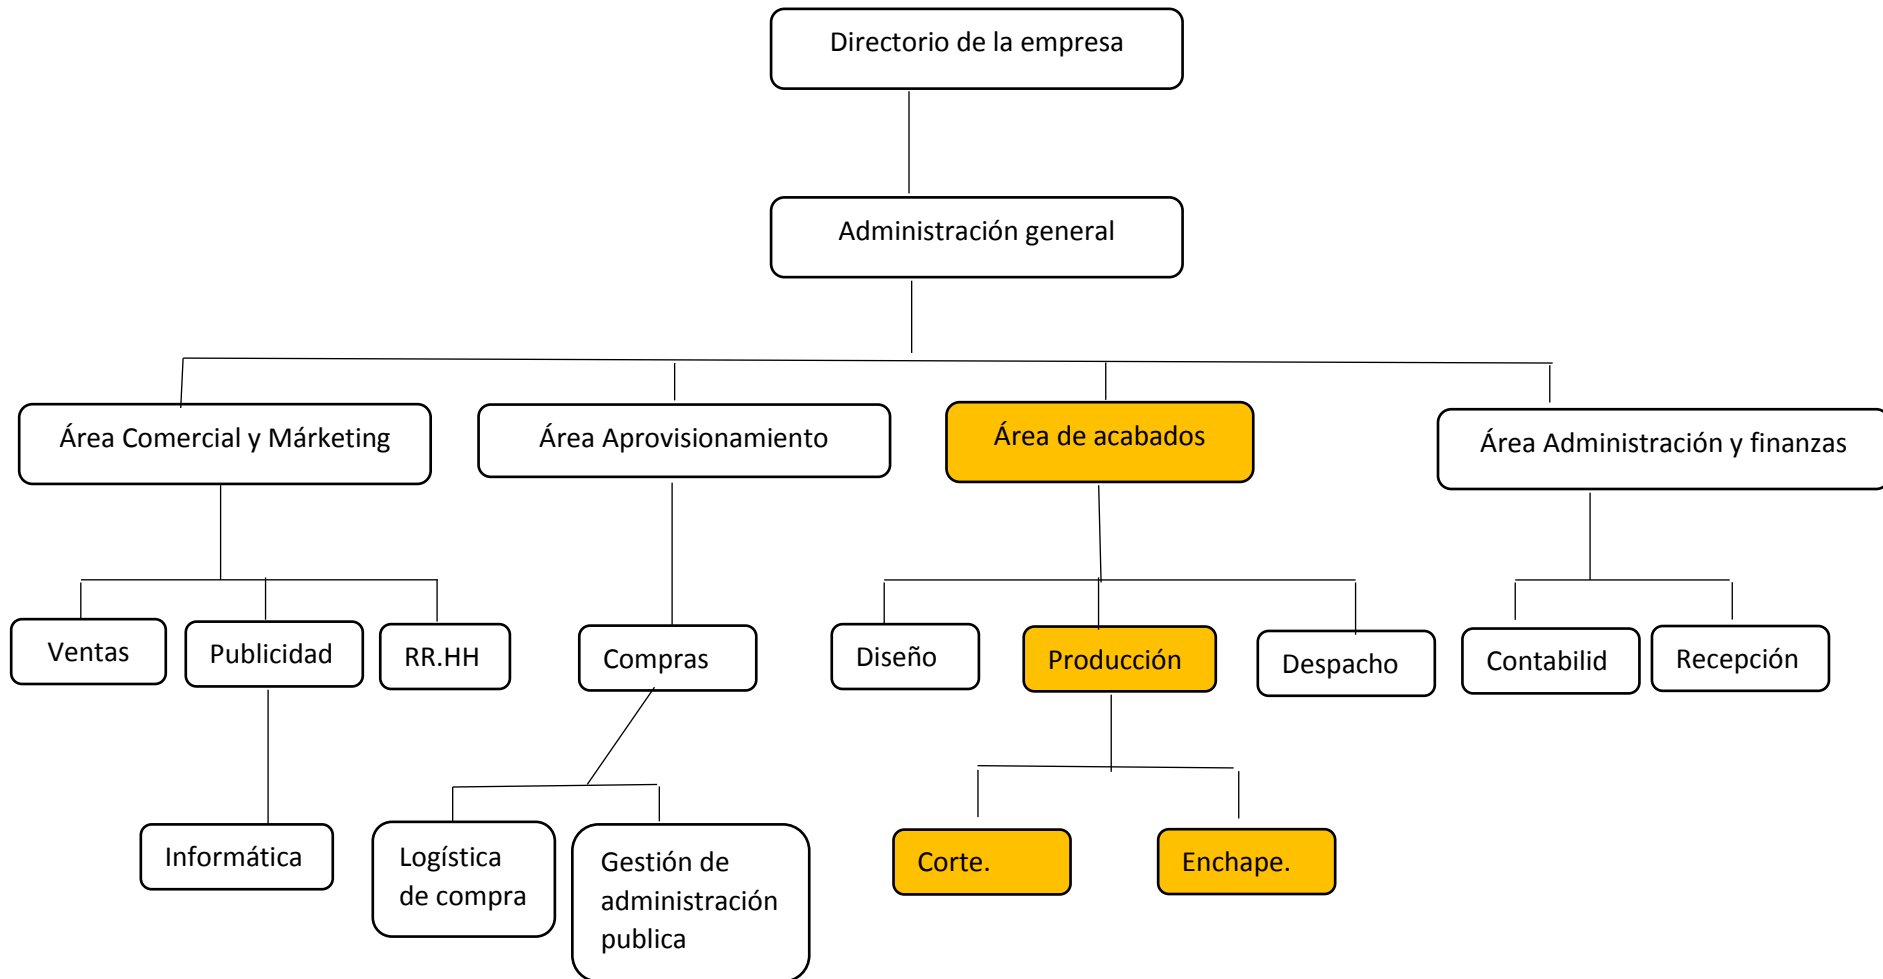 Directorio de la empresa
Administración general
Área Comercial y Márketing
Área Aprovisionamiento
Área de acabados
Área Administración y finanzas
Ventas
Publicidad
RR.HH
Compras
Diseño
Producción
Despacho
Contabilid
Recepción
Informática
Logística
de compra
Gestión de
administración
publica
Corte.
Enchape.